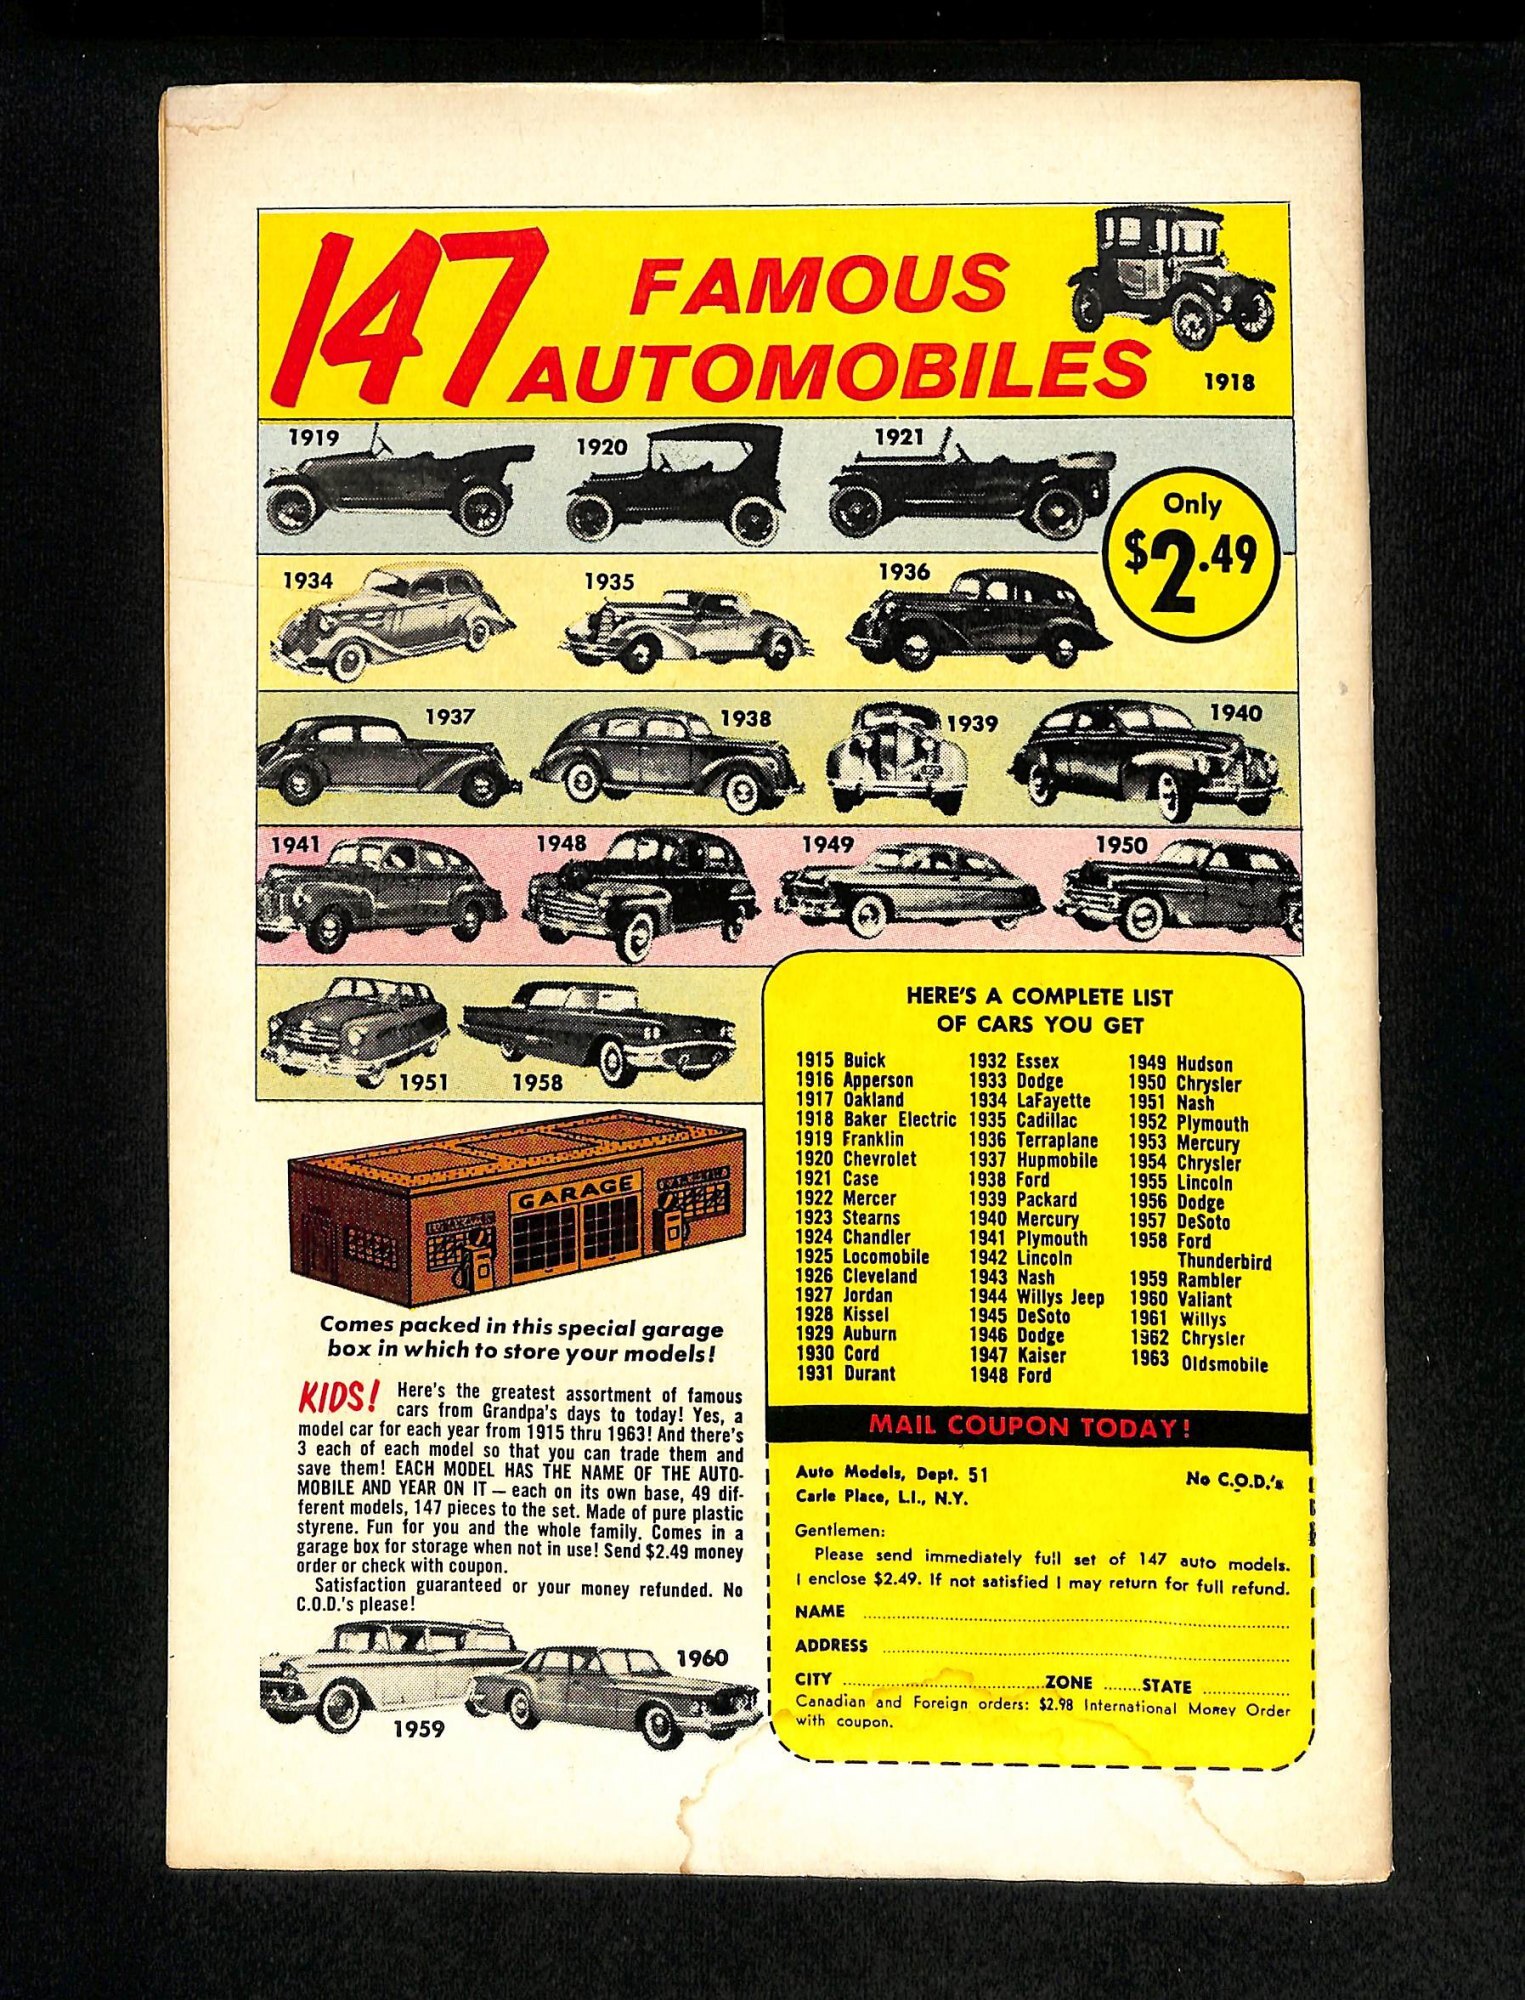 147
FAMOUS
AUTOMOBILES
1918
1919
1920
1921
Only
$2.49
1934
1935
1936
1937
1938
1939
1940
1941
1948
1949
1950
1951
1958
GARAGE
Comes packed in this special garage
box in which to store your models!
KIDS! Here's the greatest assortment of famous
cars from Grandpa's days to today! Yes, a
model car for each year from 1915 thru 1963! And there's
3 each of each model so that you can trade them and
save them! EACH MODEL HAS THE NAME OF THE AUTO-
MOBILE AND YEAR ON IT — each on its own base, 49 dif-
ferent models, 147 pieces to the set. Made of pure plastic
styrene. Fun for you and the whole family. Comes in a
garage box for storage when not in use! Send $2.49 money
order or check with coupon.
Satisfaction guaranteed or your money refunded. No
C.O.D.'s please!
1959
1960
HERE'S A COMPLETE LIST
OF CARS YOU GET
1915 Buick
1916 Apperson
1917 Oakland
1918 Baker Electric
1919 Franklin
1920 Chevrolet
1921 Case
1922 Mercer
1923 Stearns
1924 Chandler
1925 Locomobile
1926 Cleveland
1927 Jordan
1928 Kissel
1929 Auburn
1930 Cord
1931 Durant
1932 Essex
1933 Dodge
1934 LaFayette
1935 Cadillac
1936 Terraplane
1937 Hupmobile
1938 Ford
1939 Packard
1940 Mercury
1941 Plymouth
1942 Lincoln
1943 Nash
1944 Willys Jeep
1945 DeSoto
1946 Dodge
1947 Kaiser
1948 Ford
1949 Hudson
1950 Chrysler
1951 Nash
1952 Plymouth
1953 Mercury
1954 Chrysler
1955 Lincoln
1956 Dodge
1957 DeSoto
1958 Ford
Thunderbird
1959 Rambler
1960 Valiant
1961 Willys
1962 Chrysler
1963 Oldsmobile
MAIL COUPON TODAY!
Auto Models, Dept. 51 No C.O.D.'s
Carle Place, L.I., N.Y.
Gentlemen:
Please send immediately full set of 147 auto models.
I enclose $2.49. If not satisfied I may return for full refund.
NAME
ADDRESS
CITY ZONE STATE
Canadian and Foreign orders: $2.98 International Money Order
with coupon.